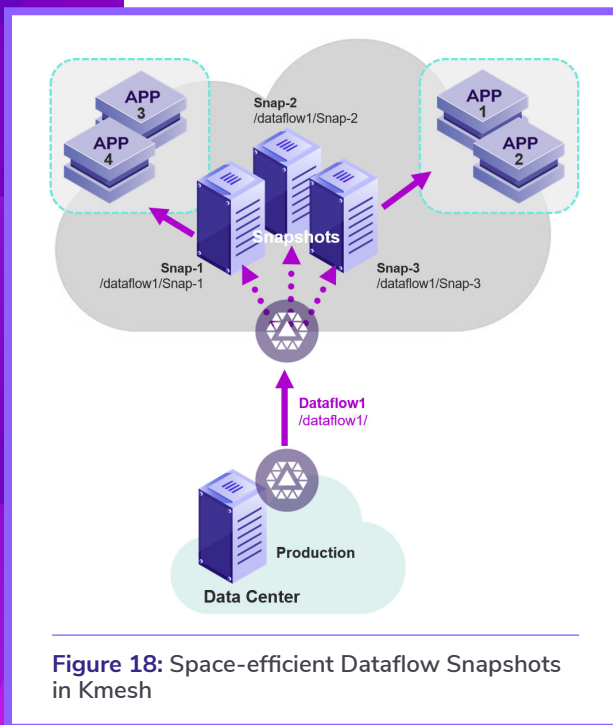 APP
3
APP
4
Snap-2
/dataflow1/Snap-2
APP
1
APP
2
Snapshots
Snap-1
/dataflow1/Snap-1
Snap-3
/dataflow1/Snap-3
Dataflow1
/dataflow1/
Production
Data Center
Figure 18: Space-efficient Dataflow Snapshots
in Kmesh